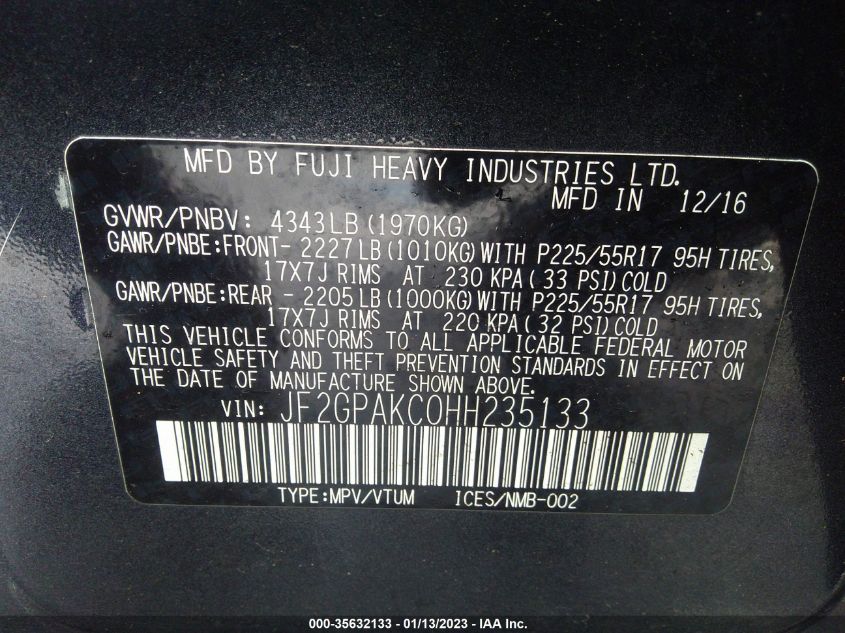 MFD BY FUJI HEAVY INDUSTRIES LTD.
MFD IN 12/16
GVWR/PNBV: 4343LB(1970KG)
GAWR/PNBE:FRONT- 2227LB(1010KG)WITH P225/55R17 95H TIRES,
17X7J RIMS AT 230 KPA(33 PSI)COLD
GAWR/PNBE:REAR - 2205LB(1000KG)WITH P225/55R17 95H TIRES,
17X7J RIMS AT 220 KPA(32 PSI)COLD
THIS VEHICLE CONFORMS TO ALL APPLICABLE FEDERAL MOTOR
VEHICLE SAFETY AND THEFT PREVENTION STANDARDS IN EFFECT ON
THE DATE OF MANUFACTURE SHOWN ABOVE.
VIN: JF2GPAKC0HH235133
TYPE:MPV/VTUM ICES/NMB-002
000-35632133 - 01/13/2023 - IAA Inc.